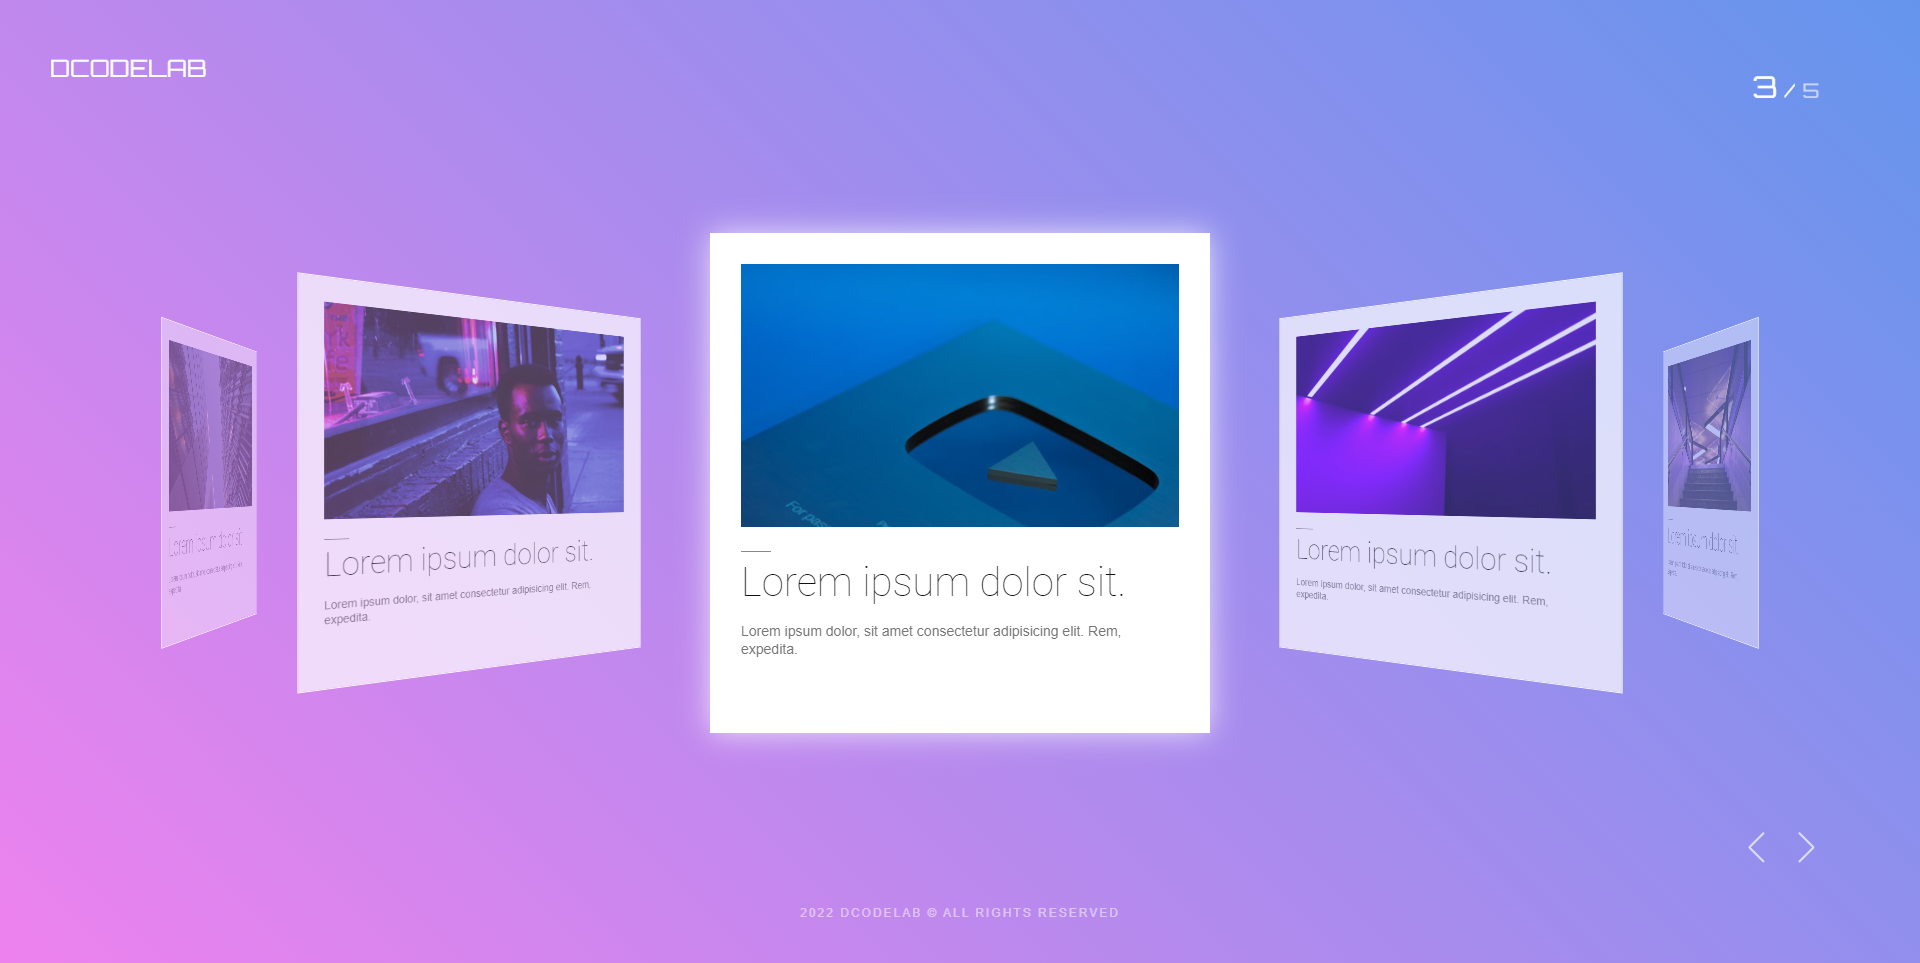 DCODELAB
3 / 5
Lorem ipsum dolor sit.
Lorem ipsum dolor sit.
Lorem ipsum dolor, sit amet consectetur adipisicing elit. Rem,
expedita.
For pas
Lorem ipsum dolor sit.
Lorem ipsum dolor, sit amet consectetur adipisicing elit. Rem,
expedita.
Lorem ipsum dolor sit.
Lorem ipsum dolor, sit amet consectetur adipisicing elit. Rem,
expedita.
Lorem ipsum dolor sit.
2022 DCODELAB © ALL RIGHTS RESERVED